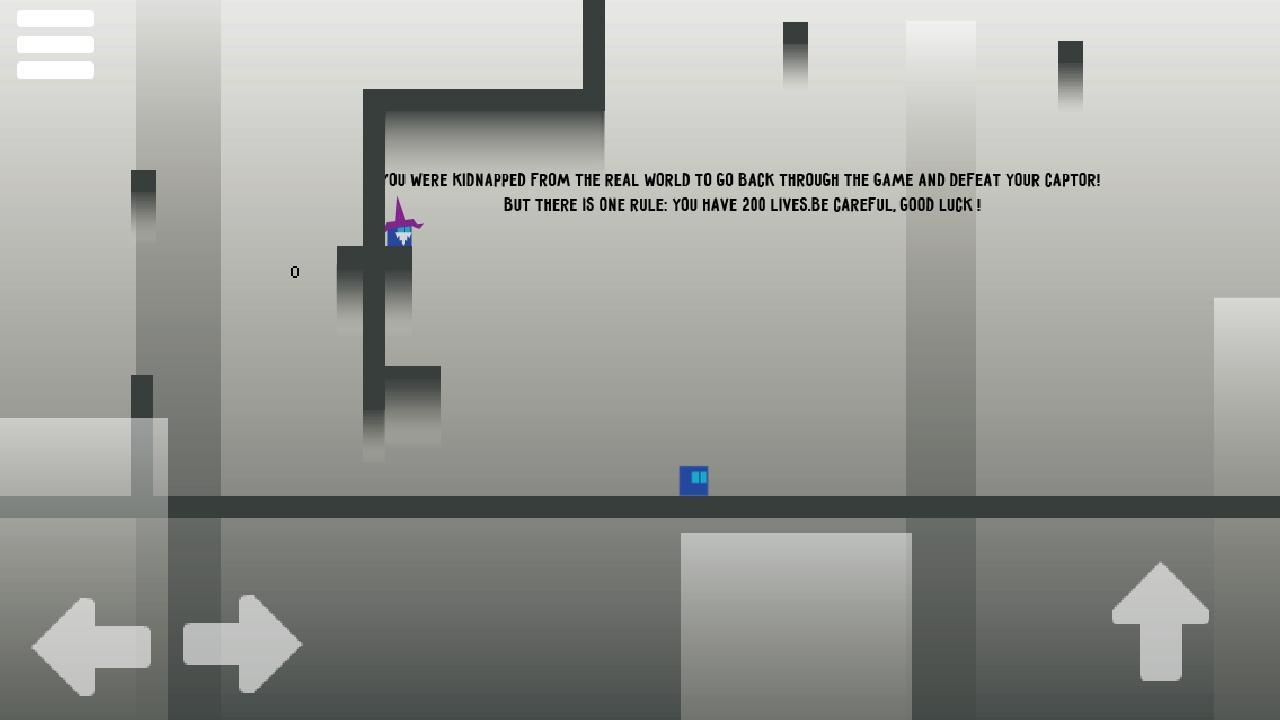 YOU WERE KIDNAPPED FROM THE REAL WORLD TO GO BACK THROUGH THE GAME AND DEFEAT YOUR CAPTOR!
BUT THERE IS ONE RULE: YOU HAVE 200 LIVES.BE CAREFUL, GOOD LUCK !
0